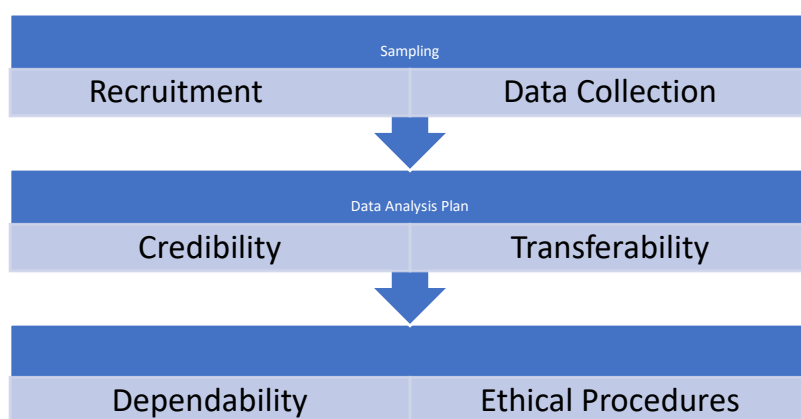 Sampling
Recruitment Data Collection
Data Analysis Plan
Credibility Transferability
Dependability Ethical Procedures